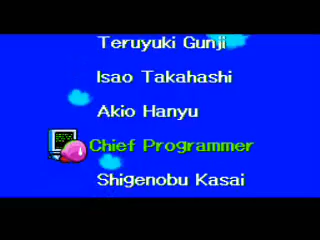 Teruyuki Gunji
Isao Takahashi
Akio Hanyu
Chief Programmer
Shigenobu Kasai